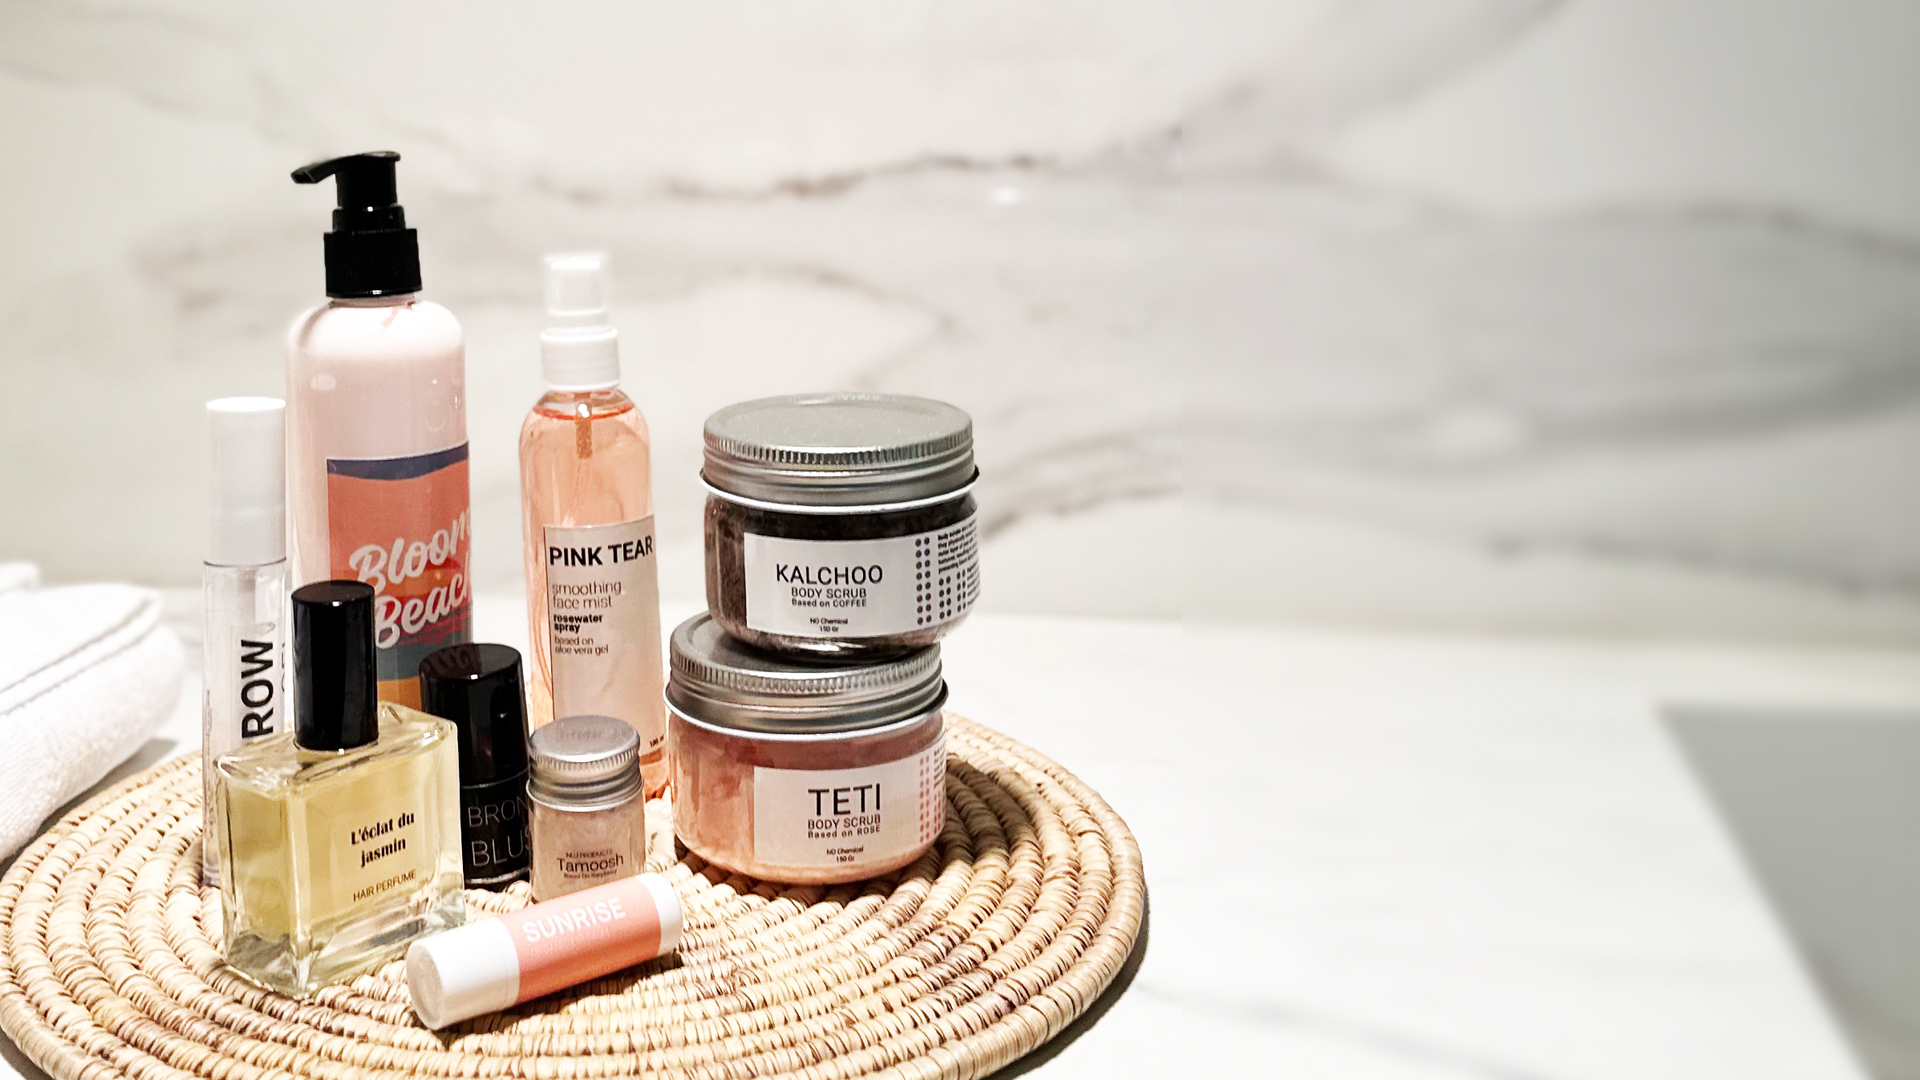 Bloom
Beach
PINK TEAR
smoothing
face mist
rosewater
spray
based on
aloe vera gel
KALCHOO
BODY SCRUB
Based on COFFEE
NO Chemical
150 Gr
TETI
BODY SCRUB
Based on ROSE
NO Chemical
150 Gr
ROW
L'éclat du
jasmin
HAIR PERFUME
BRON
BLUS
Tamoosh
SUNRISE